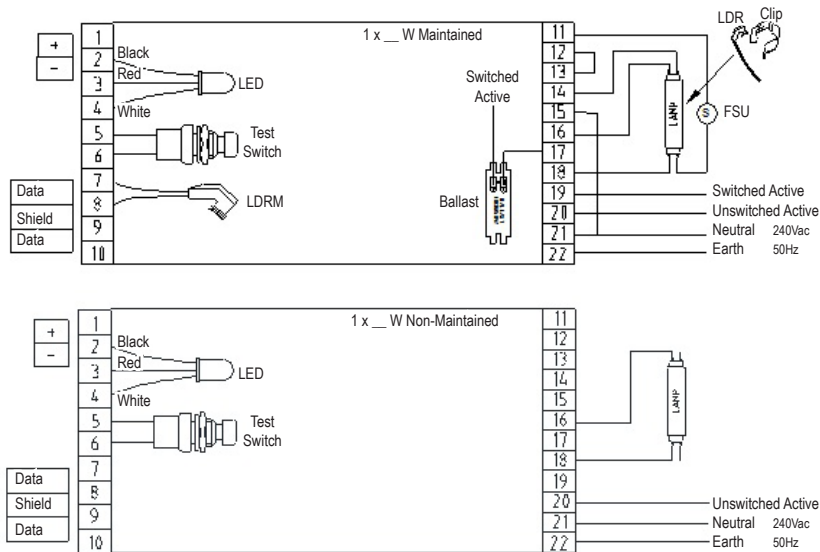 1 x __ W Maintained
LDR Clip
+
-
1
2
3
4
5
6
7
8
9
10
Black
Red
White
LED
Test
Switch
LDRM
Data
Shield
Data
Switched
Active
Ballast
11
12
13
14
15
16
17
18
19
20
21
22
LAMP
S
FSU
Switched Active
Unswitched Active
Neutral 240Vac
Earth 50Hz
1 x __ W Non-Maintained
+
-
1
2
3
4
5
6
7
8
9
10
Black
Red
White
LED
Test
Switch
Data
Shield
Data
11
12
13
14
15
16
17
18
19
20
21
22
LAMP
Unswitched Active
Neutral 240Vac
Earth 50Hz